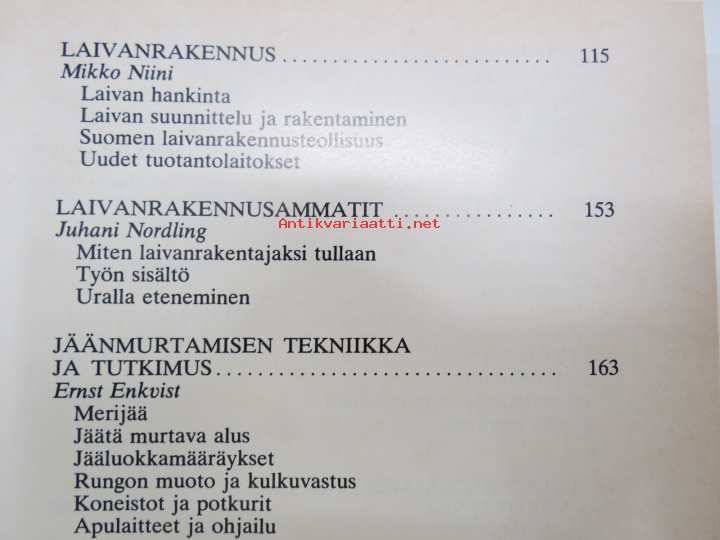 LAIVANRAKENNUS ........................... 115
Mikko Niini
Laivan hankinta
Laivan suunnittelu ja rakentaminen
Suomen laivanrakennusteollisuus
Uudet tuotantolaitokset
LAIVANRAKENNUSAMMATIT ................ 153
Antikvariaatti.net
Juhani Nordling
Miten laivanrakentajaksi tullaan
Työn sisältö
Uralla eteneminen
JÄÄNMURTAMISEN TEKNIIKKA
JA TUTKIMUS.................................. 163
Ernst Enkvist
Merijää
Jäätä murtava alus
Jääluokkamääräykset
Rungon muoto ja kulkuvastus
Koneistot ja potkurit
Apulaitteet ja ohjailu